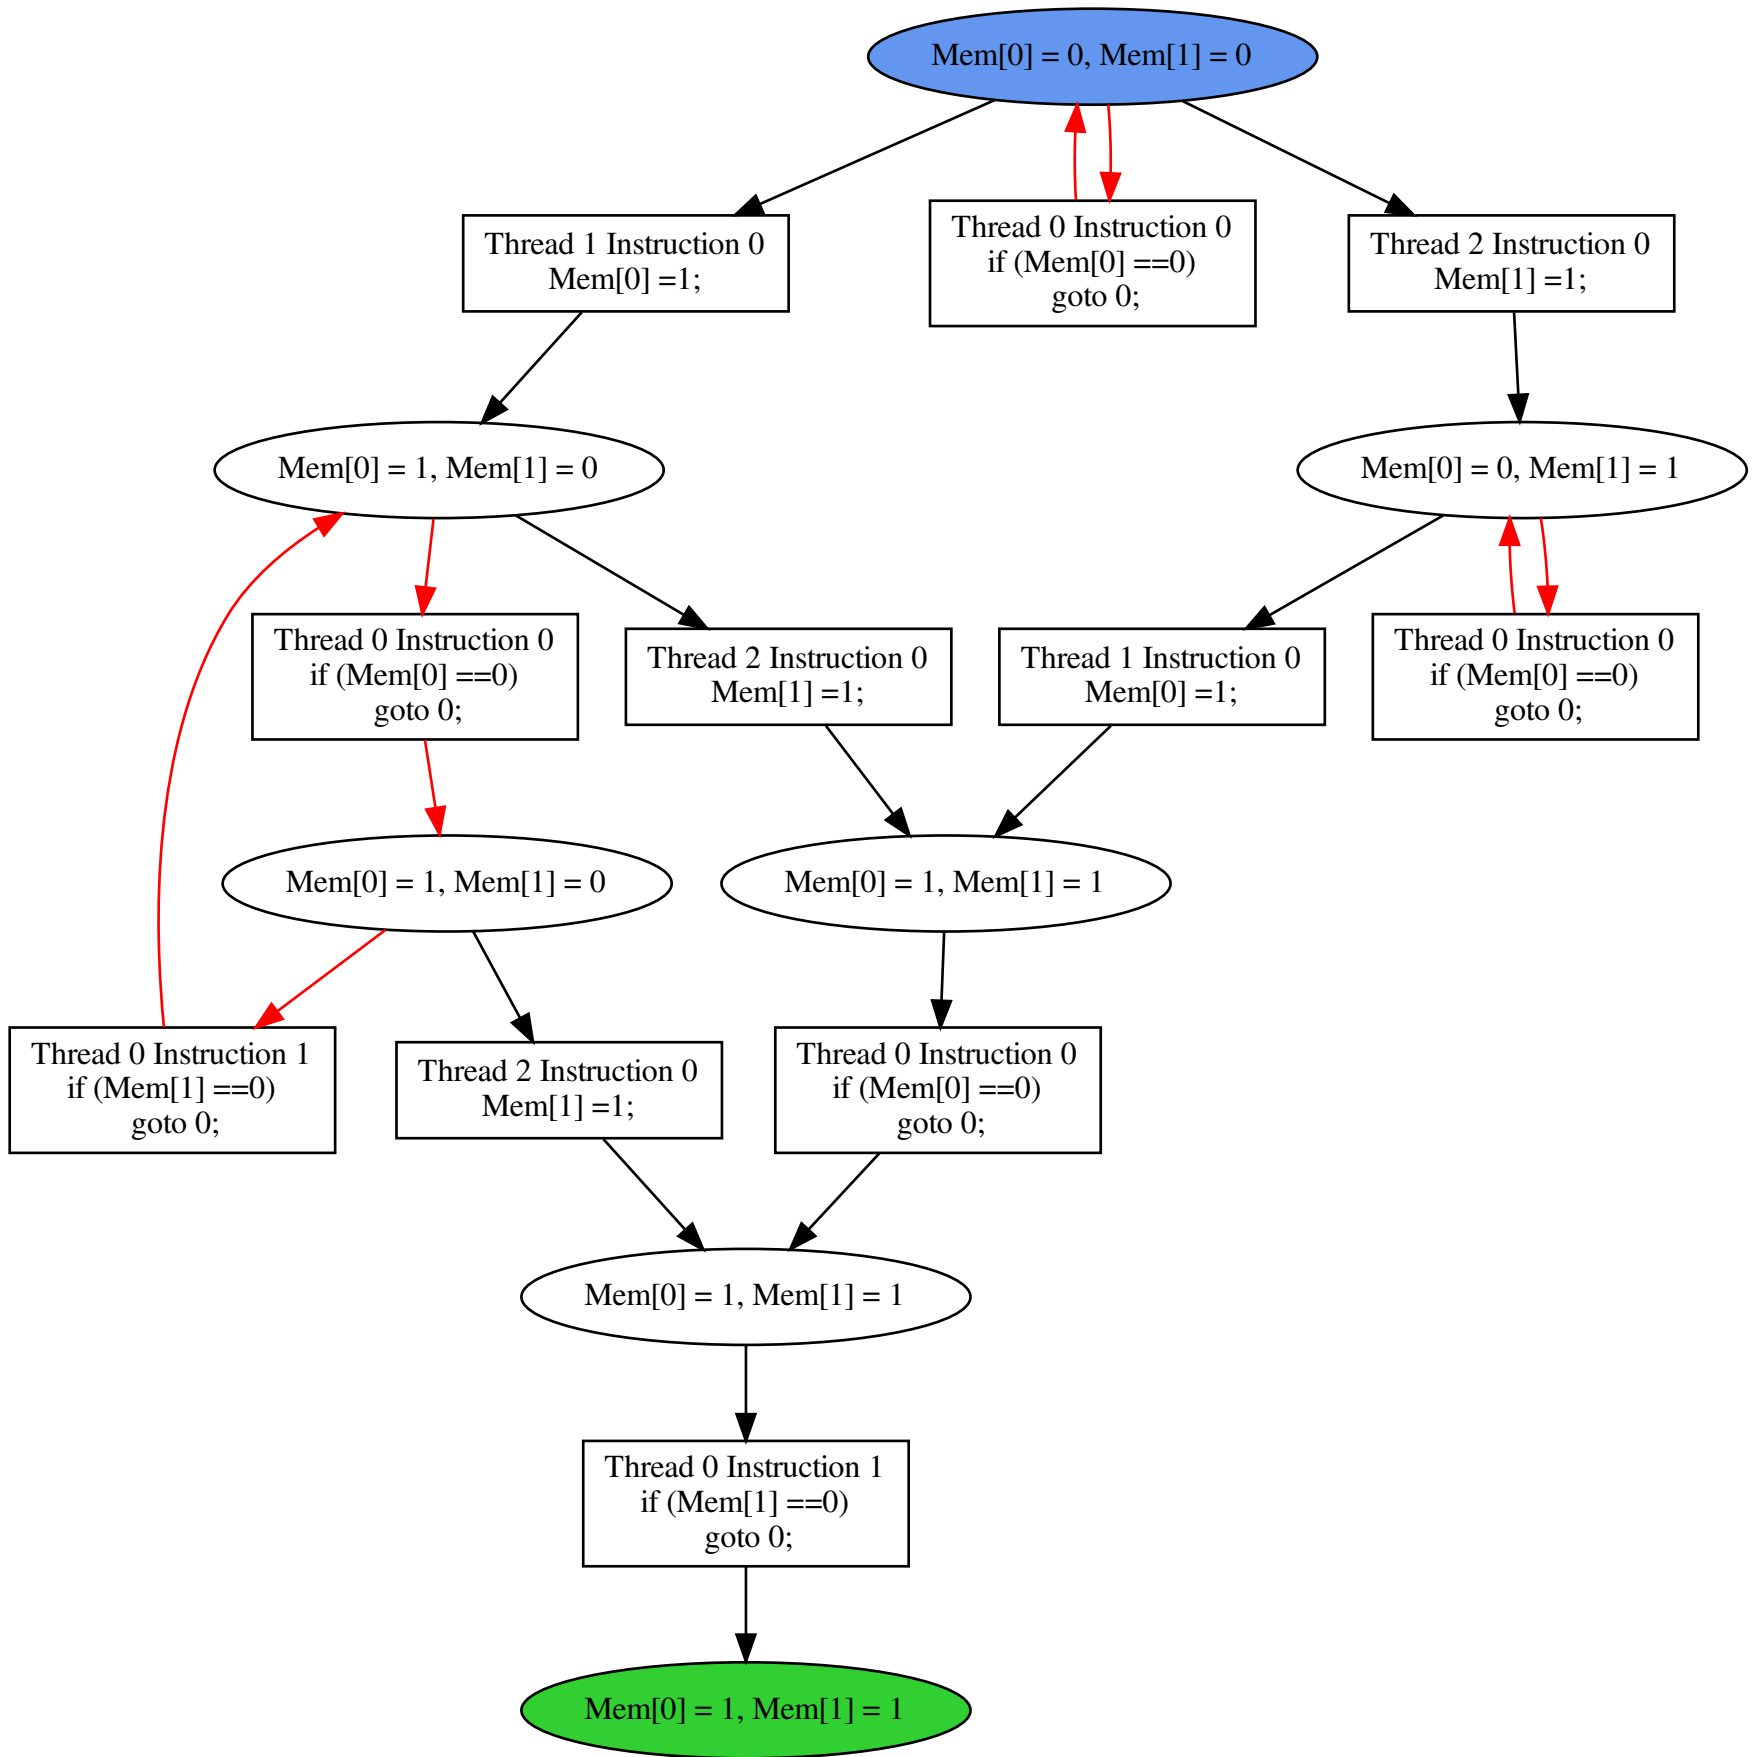 Mem[0] = 0, Mem[1] = 0
Thread 1 Instruction 0
Mem[0] =1;
Thread 0 Instruction 0
if (Mem[0] ==0)
goto 0;
Thread 2 Instruction 0
Mem[1] =1;
Mem[0] = 1, Mem[1] = 0
Mem[0] = 0, Mem[1] = 1
Thread 0 Instruction 0
if (Mem[0] ==0)
goto 0;
Thread 2 Instruction 0
Mem[1] =1;
Thread 1 Instruction 0
Mem[0] =1;
Thread 0 Instruction 0
if (Mem[0] ==0)
goto 0;
Mem[0] = 1, Mem[1] = 0
Mem[0] = 1, Mem[1] = 1
Thread 0 Instruction 1
if (Mem[1] ==0)
goto 0;
Thread 2 Instruction 0
Mem[1] =1;
Thread 0 Instruction 0
if (Mem[0] ==0)
goto 0;
Mem[0] = 1, Mem[1] = 1
Thread 0 Instruction 1
if (Mem[1] ==0)
goto 0;
Mem[0] = 1, Mem[1] = 1